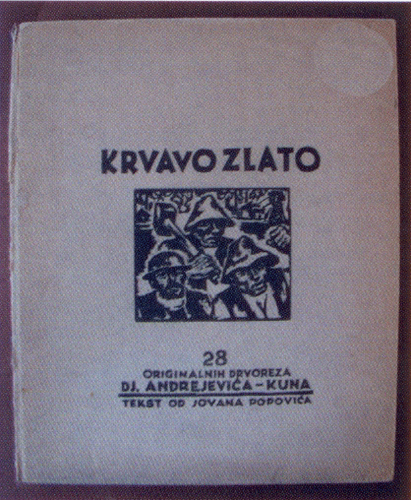 KRVAVO ZLATO
28
ORIGINALNIH DRVOREZA
DJ. ANDREJEVIĆA - KUNA
TEKST OD JOVANA POPOVIĆA